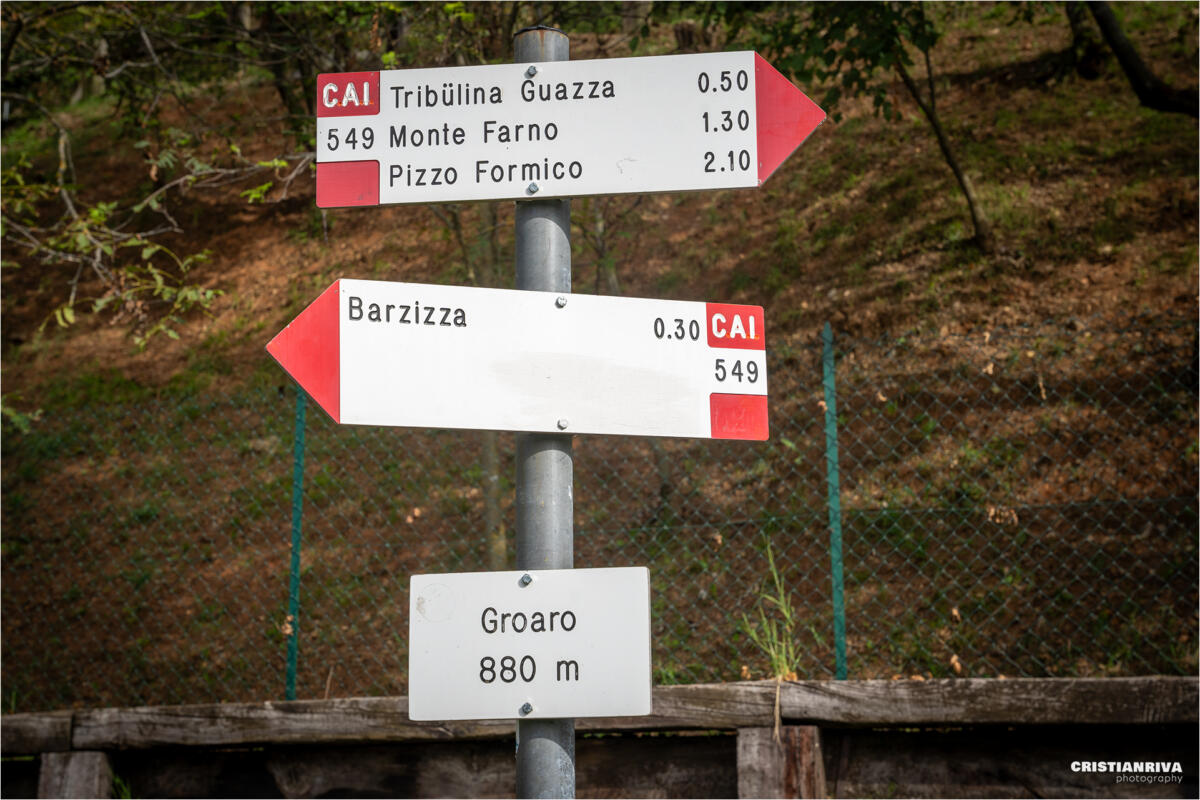 CAI Tribülina Guazza 0.50
549 Monte Farno 1.30
Pizzo Formico 2.10
Barzizza 0.30 CAI
549
Groaro
880 m
CRISTIANRIVA
photography